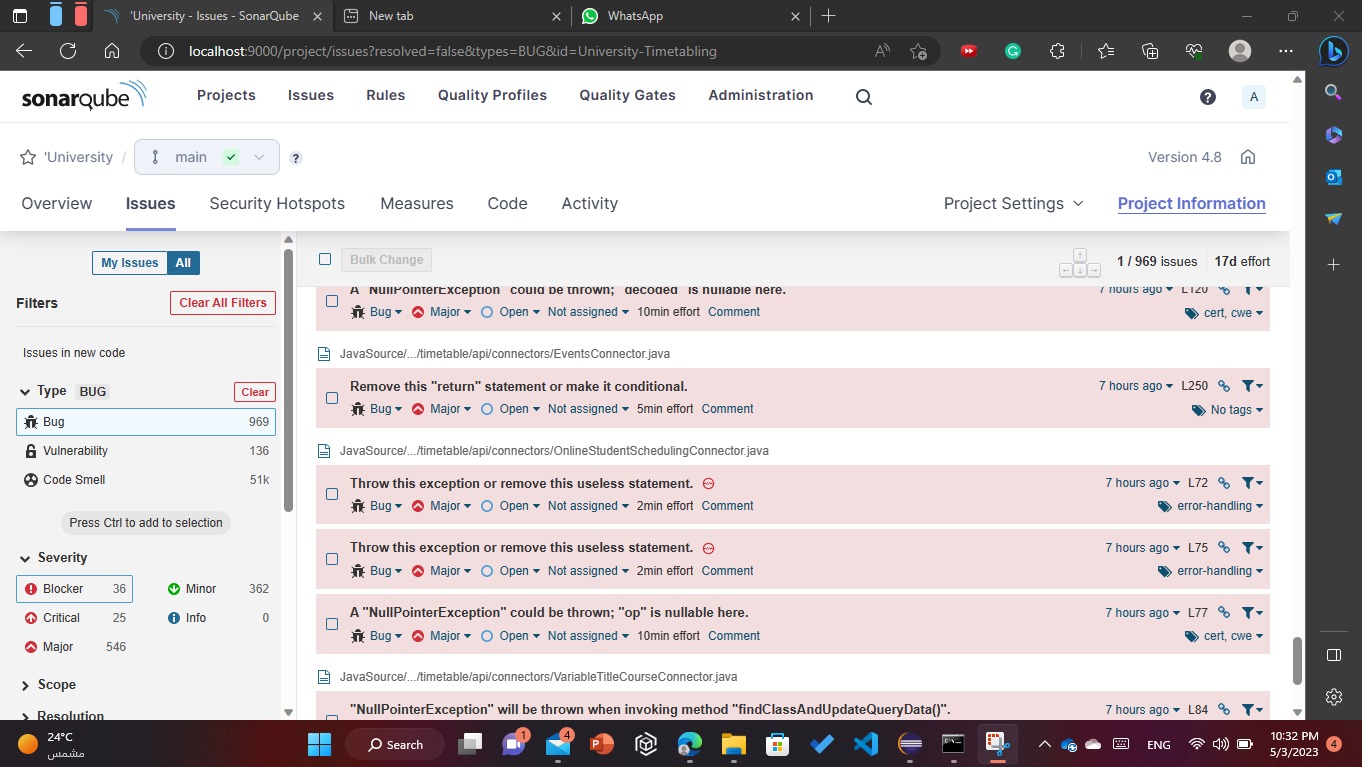 'University - Issues - SonarQube
New tab
WhatsApp
localhost:9000/project/issues?resolved=false&types=BUG&id=University-Timetabling
sonarqube
Projects
Issues
Rules
Quality Profiles
Quality Gates
Administration
?
A
'University /
main
?
Version 4.8
Overview
Issues
Security Hotspots
Measures
Code
Activity
Project Settings
Project Information
My Issues
All
Bulk Change
1 / 969 issues
17d effort
Filters
Clear All Filters
Issues in new code
Type BUG
Clear
Bug 969
Vulnerability 136
Code Smell 51k
Press Ctrl to add to selection
Severity
Blocker 36
Minor 362
Critical 25
Info 0
Major 546
Scope
Resolution
A "NullPointerException" could be thrown; "decoded" is nullable here.
7 hours ago L120
Bug Major Open Not assigned 10min effort Comment
cert, cwe
JavaSource/.../timetable/api/connectors/EventsConnector.java
Remove this "return" statement or make it conditional.
7 hours ago L250
Bug Major Open Not assigned 5min effort Comment
No tags
JavaSource/.../timetable/api/connectors/OnlineStudentSchedulingConnector.java
Throw this exception or remove this useless statement.
7 hours ago L72
Bug Major Open Not assigned 2min effort Comment
error-handling
Throw this exception or remove this useless statement.
7 hours ago L75
Bug Major Open Not assigned 2min effort Comment
error-handling
A "NullPointerException" could be thrown; "op" is nullable here.
7 hours ago L77
Bug Major Open Not assigned 10min effort Comment
cert, cwe
JavaSource/.../timetable/api/connectors/VariableTitleCourseConnector.java
"NullPointerException" will be thrown when invoking method "findClassAndUpdateQueryData()".
7 hours ago L84
24°C
مشمس
Search
1
4
ENG
10:32 PM
5/3/2023
4